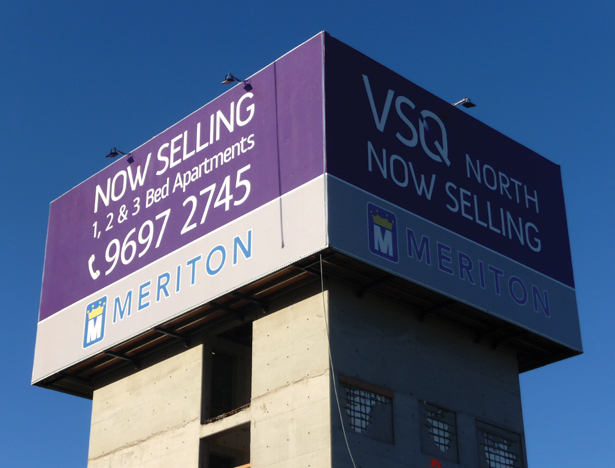 NOW SELLING
1, 2 & 3 Bed Apartments
9697 2745
M MERITON
VSQ NORTH
NOW SELLING
M MERITON